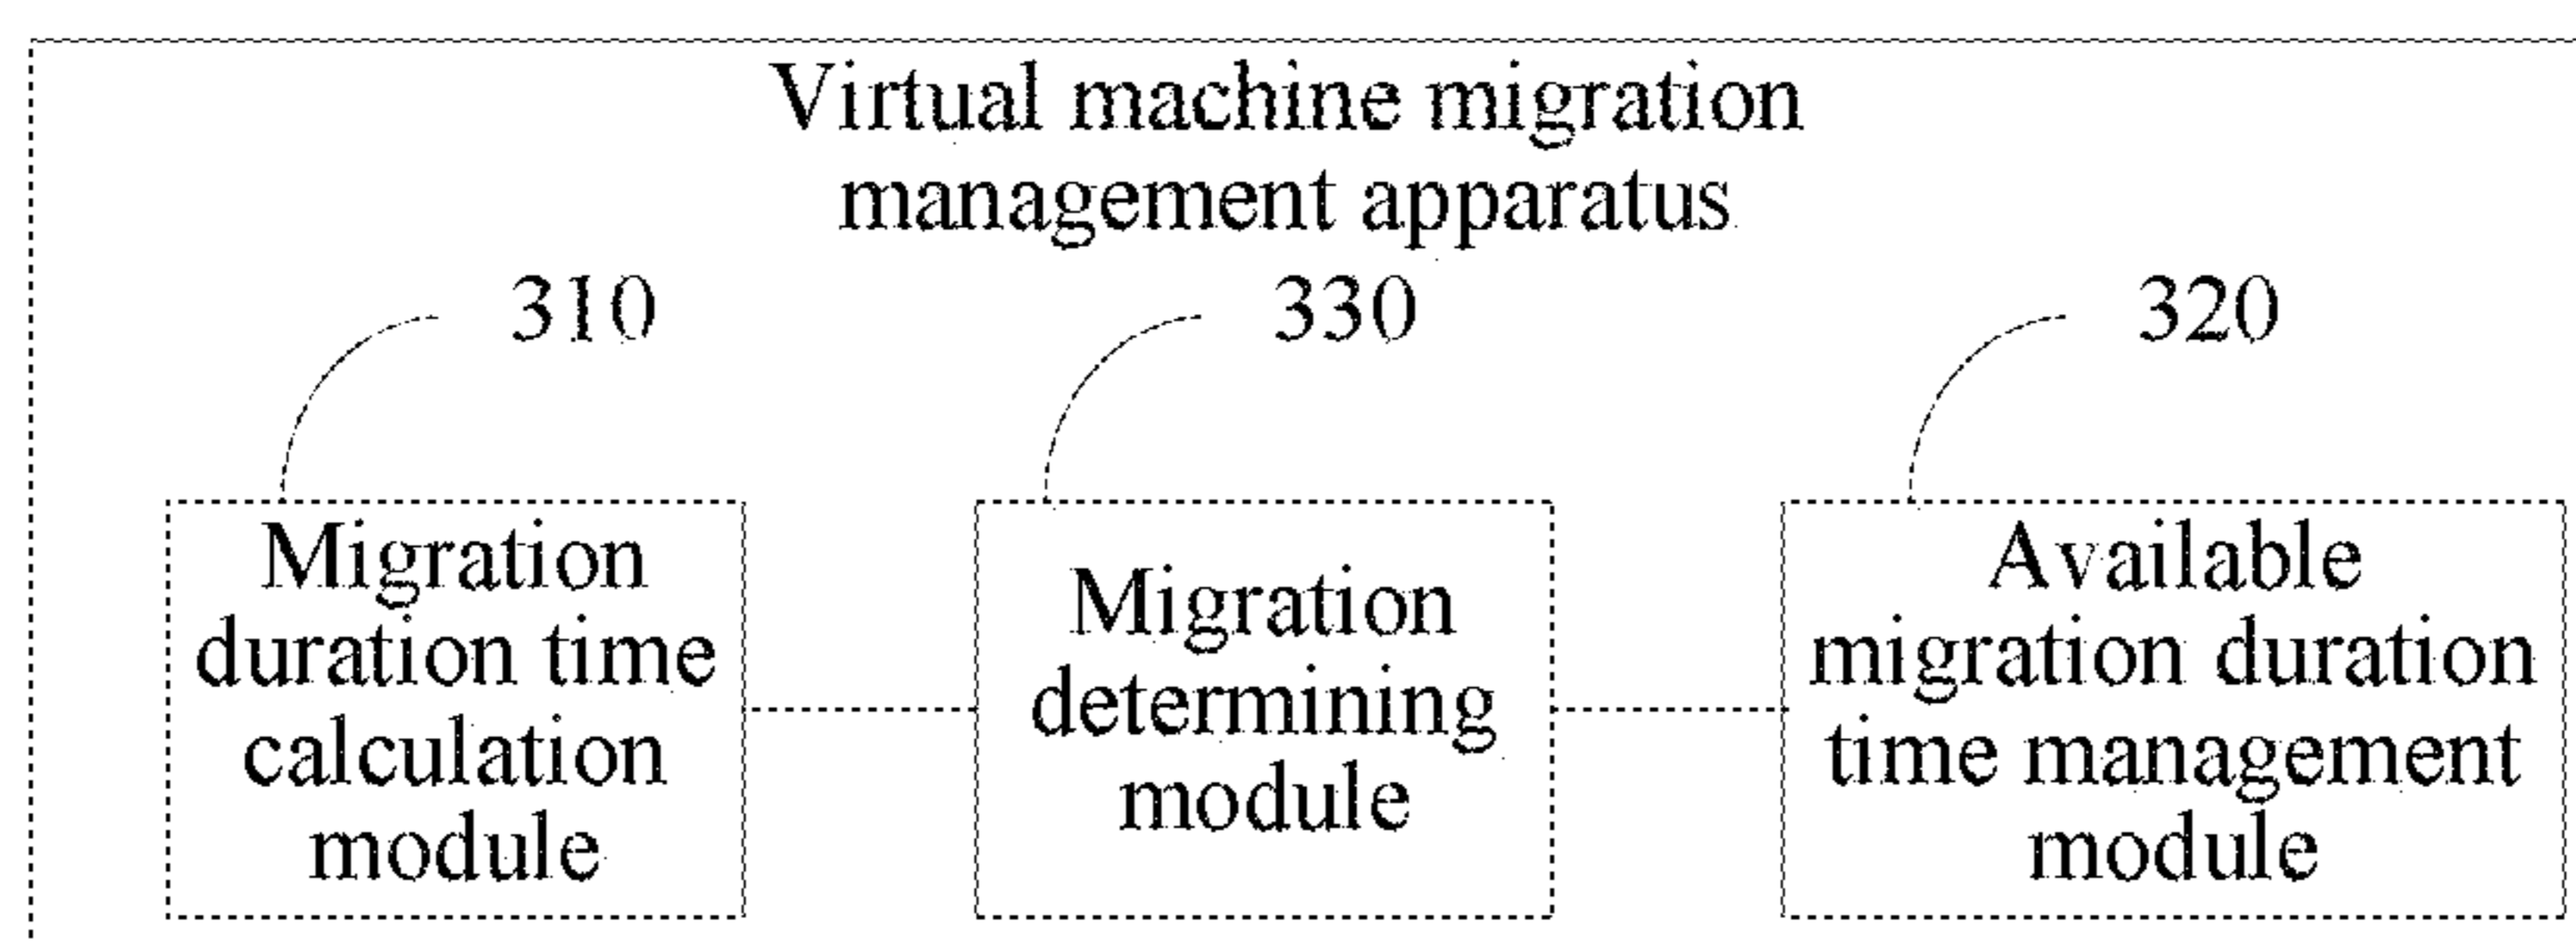 Virtual machine migration
management apparatus
310
330
320
Migration
duration time
calculation
module
Migration
determining
module
Available
migration duration
time management
module